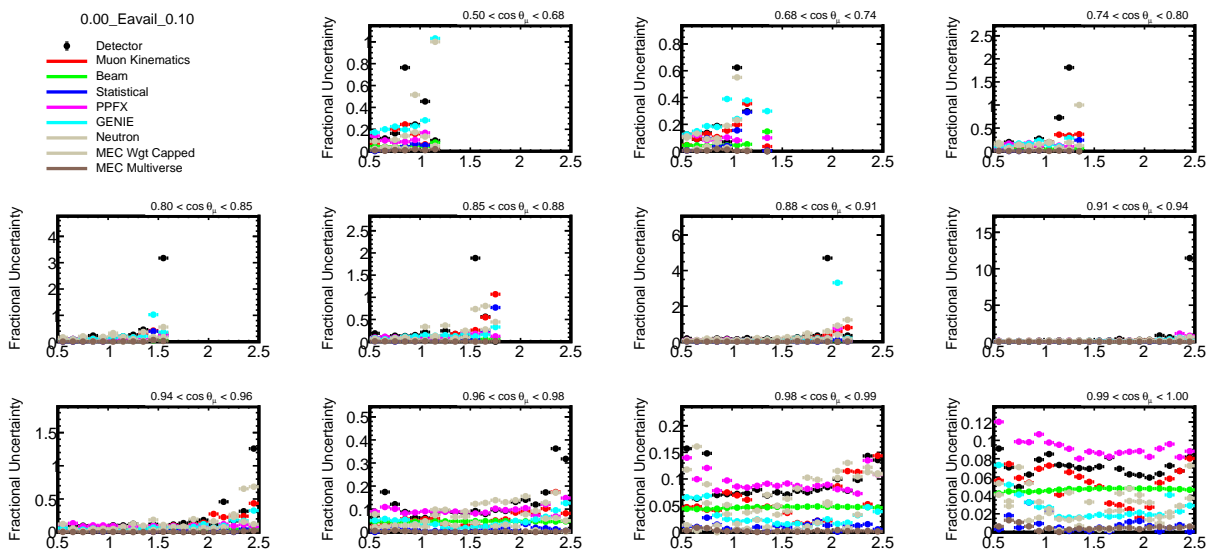 0.00_Eavail_0.10
Detector
Muon Kinematics
Beam
Statistical
PPFX
GENIE
Neutron
MEC Wgt Capped
MEC Multiverse
0.50 < cos θμ < 0.68
Fractional Uncertainty
1
0.8
0.6
0.4
0.2
0
0.5 1 1.5 2 2.5
0.68 < cos θμ < 0.74
Fractional Uncertainty
0.8
0.6
0.4
0.2
0
0.5 1 1.5 2 2.5
0.74 < cos θμ < 0.80
Fractional Uncertainty
2.5
2
1.5
1
0.5
0
0.5 1 1.5 2 2.5
0.80 < cos θμ < 0.85
Fractional Uncertainty
4
3
2
1
0
0.5 1 1.5 2 2.5
0.85 < cos θμ < 0.88
Fractional Uncertainty
2.5
2
1.5
1
0.5
0
0.5 1 1.5 2 2.5
0.88 < cos θμ < 0.91
Fractional Uncertainty
6
4
2
0
0.5 1 1.5 2 2.5
0.91 < cos θμ < 0.94
Fractional Uncertainty
15
10
5
0
0.5 1 1.5 2 2.5
0.94 < cos θμ < 0.96
Fractional Uncertainty
1.5
1
0.5
0
0.5 1 1.5 2 2.5
0.96 < cos θμ < 0.98
Fractional Uncertainty
0.5
0.4
0.3
0.2
0.1
0
0.5 1 1.5 2 2.5
0.98 < cos θμ < 0.99
Fractional Uncertainty
0.2
0.15
0.1
0.05
0
0.5 1 1.5 2 2.5
0.99 < cos θμ < 1.00
Fractional Uncertainty
0.12
0.1
0.08
0.06
0.04
0.02
0
0.5 1 1.5 2 2.5